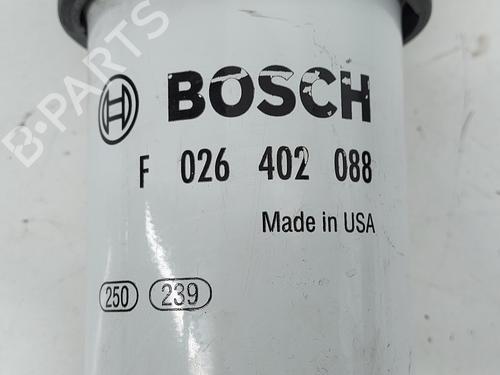 B-PARTS
BOSCH
F 026 402 088
Made in USA
250 239